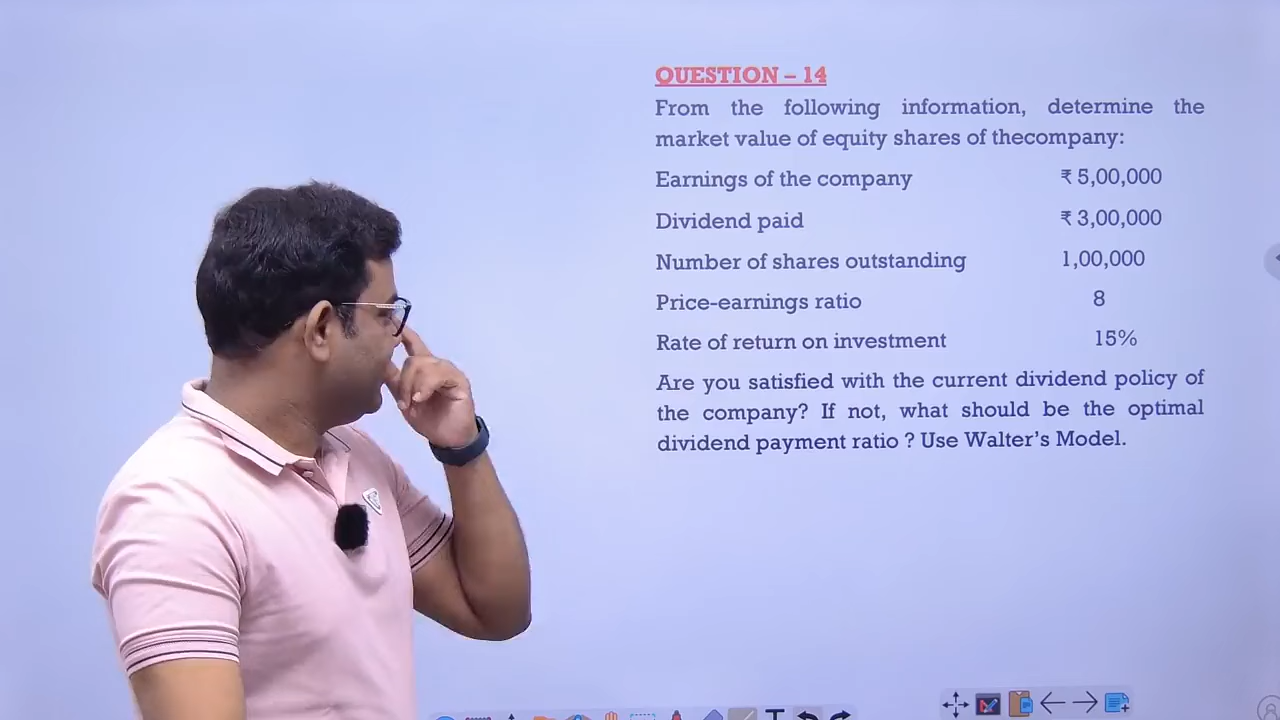 QUESTION – 14
From the following information, determine the
market value of equity shares of thecompany:
Earnings of the company ₹ 5,00,000
Dividend paid ₹ 3,00,000
Number of shares outstanding 1,00,000
Price-earnings ratio 8
Rate of return on investment 15%
Are you satisfied with the current dividend policy of
the company? If not, what should be the optimal
dividend payment ratio ? Use Walter's Model.